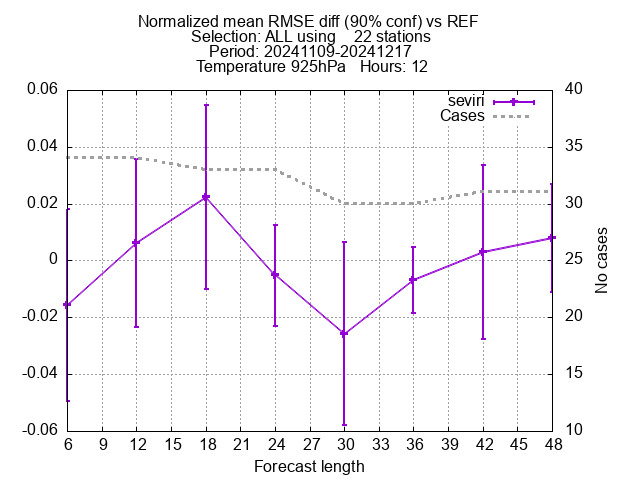 Normalized mean RMSE diff (90% conf) vs REF
Selection: ALL using 22 stations
Period: 20241109-20241217
Temperature 925hPa Hours: 12
seviri
Cases
0.06
0.04
0.02
0
-0.02
-0.04
-0.06
40
35
30
25
20
15
10
No cases
6 9 12 15 18 21 24 27 30 33 36 39 42 45 48
Forecast length